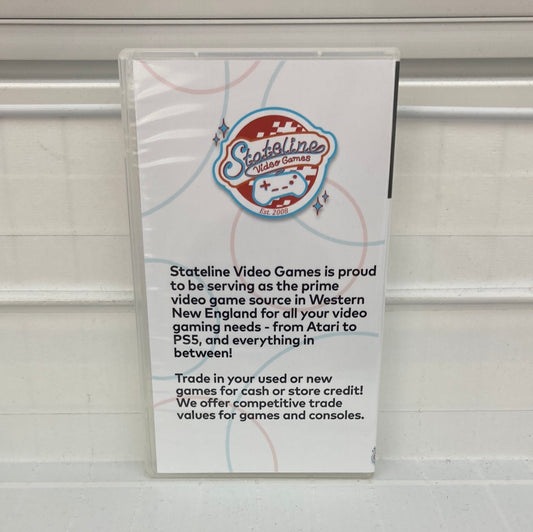 Stateline
Video Games
Est. 2008
Stateline Video Games is proud
to be serving as the prime
video game source in Western
New England for all your video
gaming needs - from Atari to
PS5, and everything in
between!
Trade in your used or new
games for cash or store credit!
We offer competitive trade
values for games and consoles.